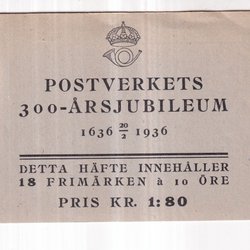 POSTVERKETS
300-ÅRSJUBILEUM
1636 20/2 1936
DETTA HÄFTE INNEHÅLLER
18 FRIMÄRKEN à 10 ÖRE
PRIS KR. 1:80